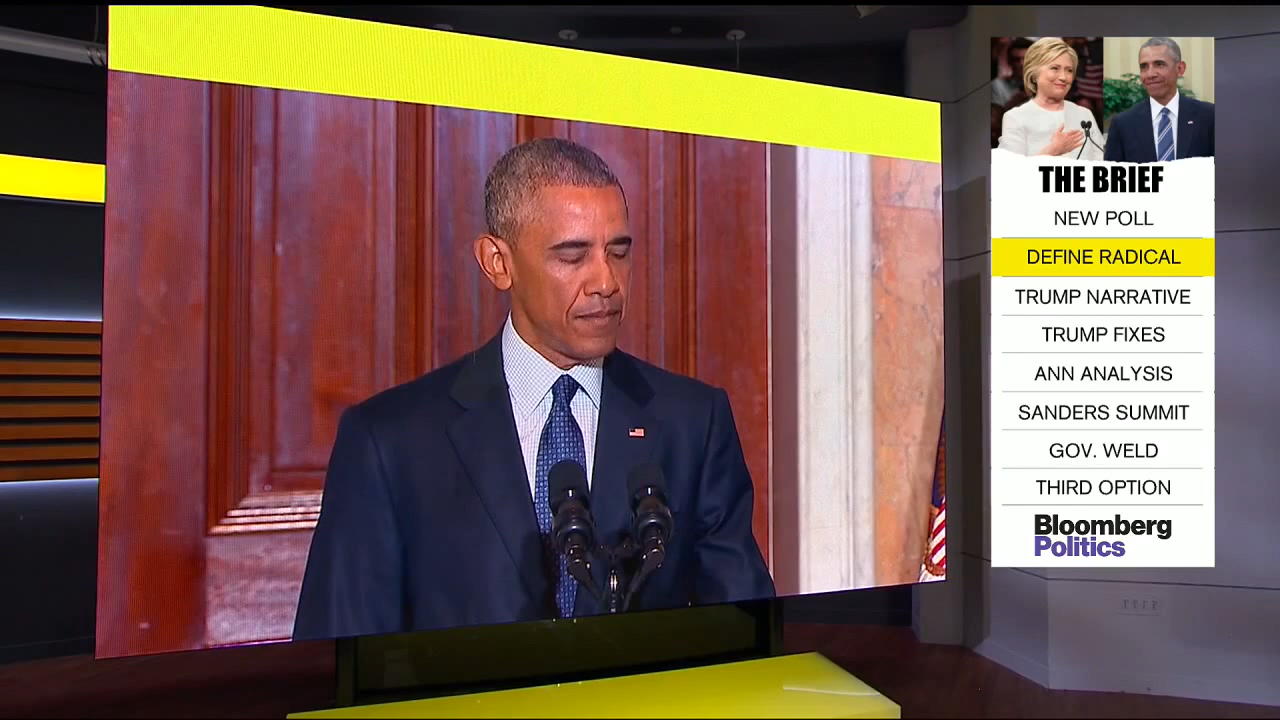 THE BRIEF
NEW POLL
DEFINE RADICAL
TRUMP NARRATIVE
TRUMP FIXES
ANN ANALYSIS
SANDERS SUMMIT
GOV. WELD
THIRD OPTION
Bloomberg
Politics